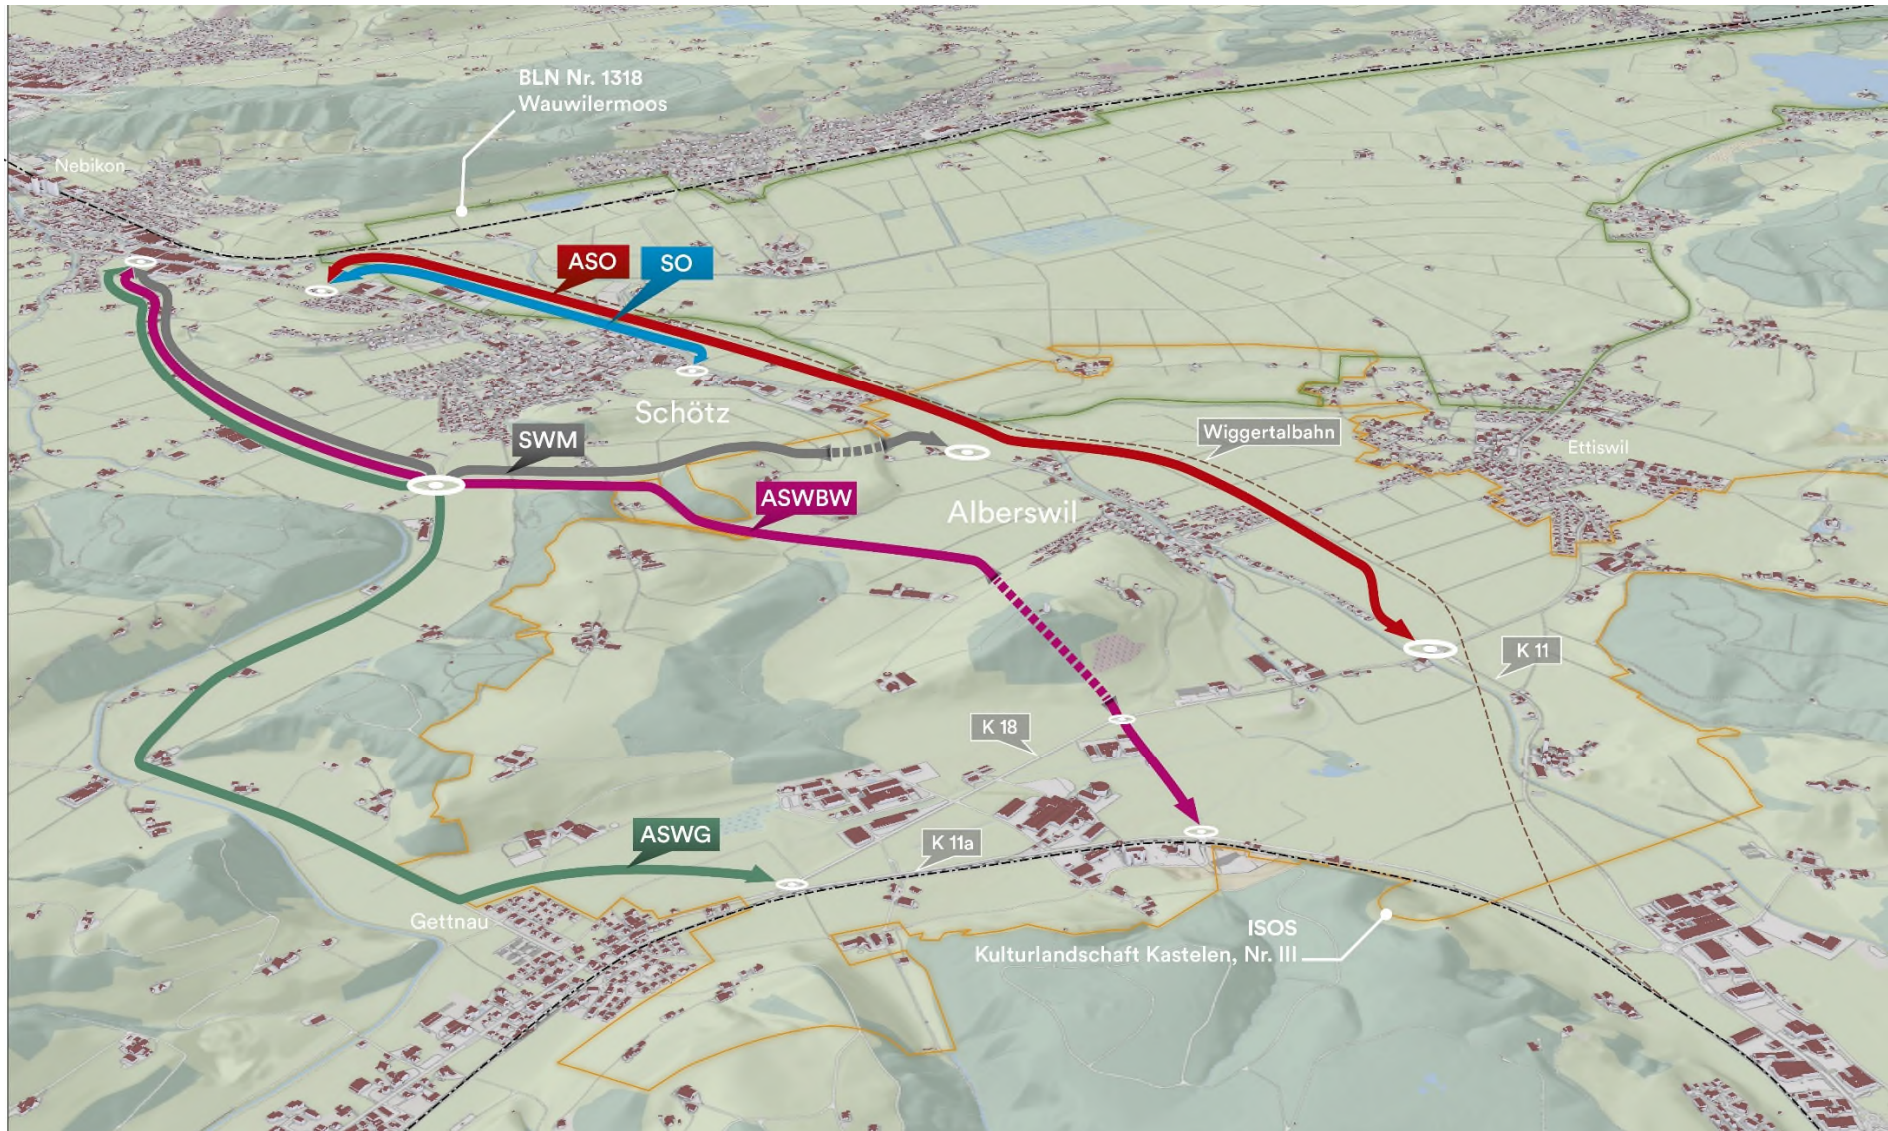 BLN Nr. 1318
Wauwilermoos
Nebikon
ASO
SO
Schötz
SWM
Wiggertalbahn
Ettiswil
ASWBW
Alberswil
K 11
K 18
ASWG
K 11a
Gettnau
ISOS
Kulturlandschaft Kastelen, Nr. III